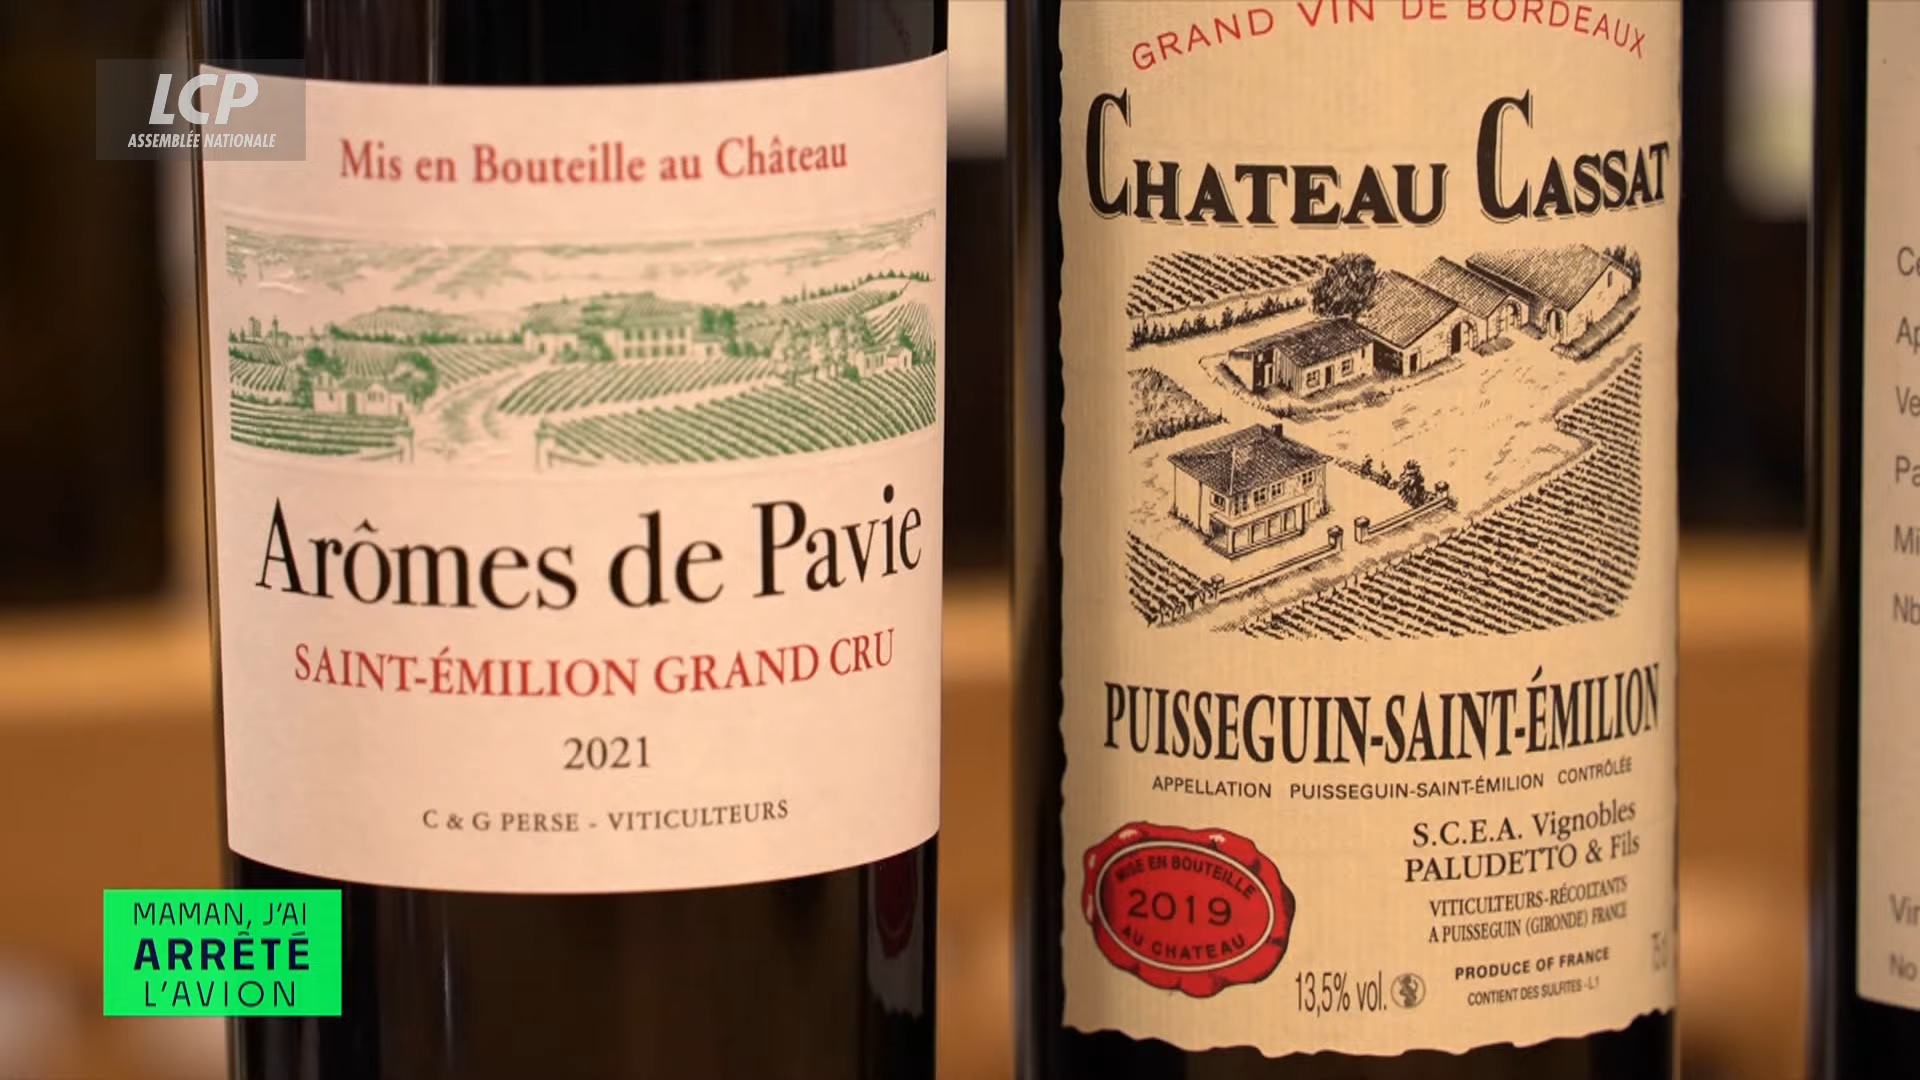 LCP
ASSEMBLÉE NATIONALE
Mis en Bouteille au Château
Arômes de Pavie
SAINT-ÉMILION GRAND CRU
2021
C & G PERSE - VITICULTEURS
GRAND VIN DE BORDEAUX
CHATEAU CASSAT
PUISSEGUIN-SAINT-ÉMILION
APPELLATION PUISSEGUIN-SAINT-ÉMILION CONTRÔLÉE
S.C.E.A. Vignobles
PALUDETTO & Fils
VITICULTEURS-RÉCOLTANTS
A PUISSEGUIN (GIRONDE) FRANCE
PRODUCE OF FRANCE
CONTIENT DES SULFITES - L.1
MISE EN BOUTEILLE
2019
AU CHATEAU
13,5% vol.
75cl
MAMAN, J'AI
ARRÊTÉ
L'AVION